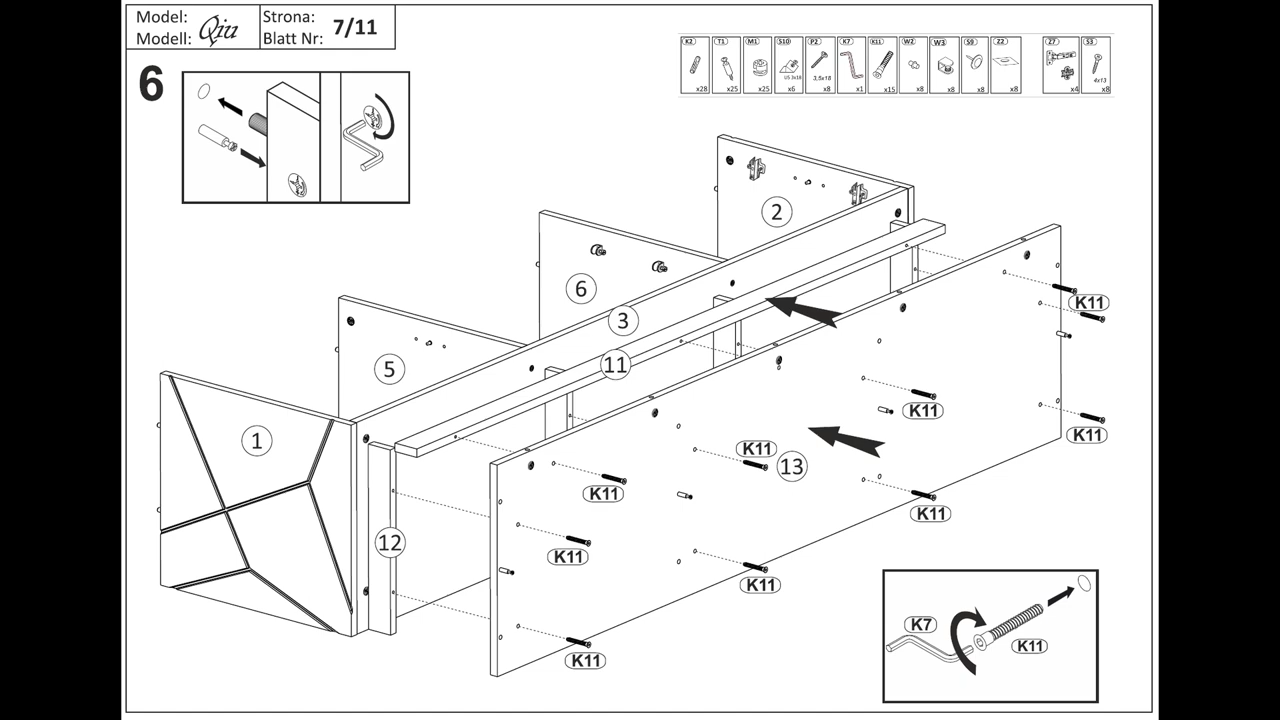 Model: Qiu Strona: 7/11
Modell: Blatt Nr:
6
K2 T1 M1 S10 P2 K7 K11 W2 W3 S9 Z2 Z7 S3
US 3x18 3,5x18 4x13
x28 x25 x25 x6 x8 x1 x15 x8 x8 x8 x8 x4 x8
2
6
3
K11
11
5
K11
K11
1
K11
13
K11
K11
12
K11
K11
K11
K7
K11